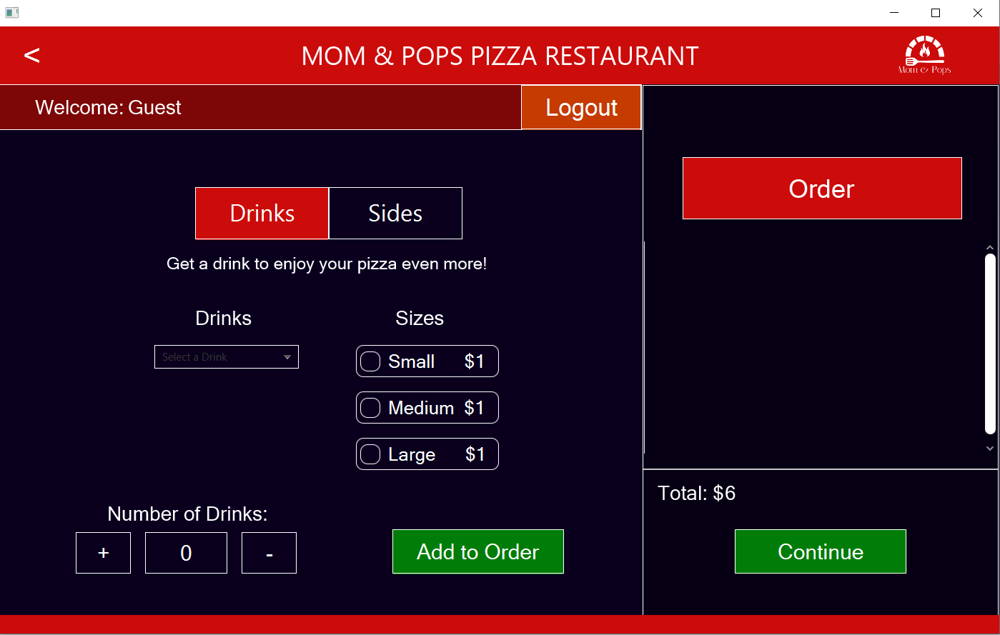 <
MOM & POPS PIZZA RESTAURANT
Mom & Pops
Welcome: Guest
Logout
Drinks
Sides
Get a drink to enjoy your pizza even more!
Drinks
Sizes
Select a Drink
Small $1
Medium $1
Large $1
Number of Drinks:
+
0
-
Add to Order
Order
Total: $6
Continue